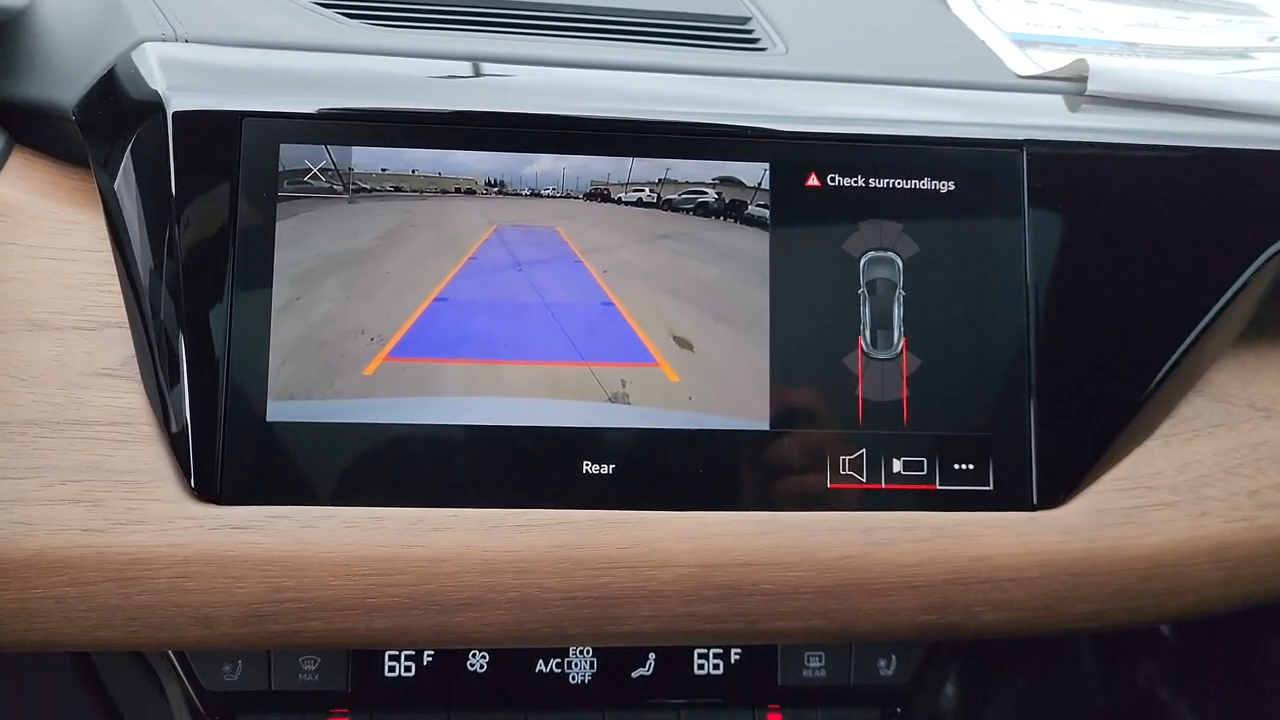 Check surroundings
Rear
66 F
A/C
ECO
ON
OFF
66 F
MAX
REAR